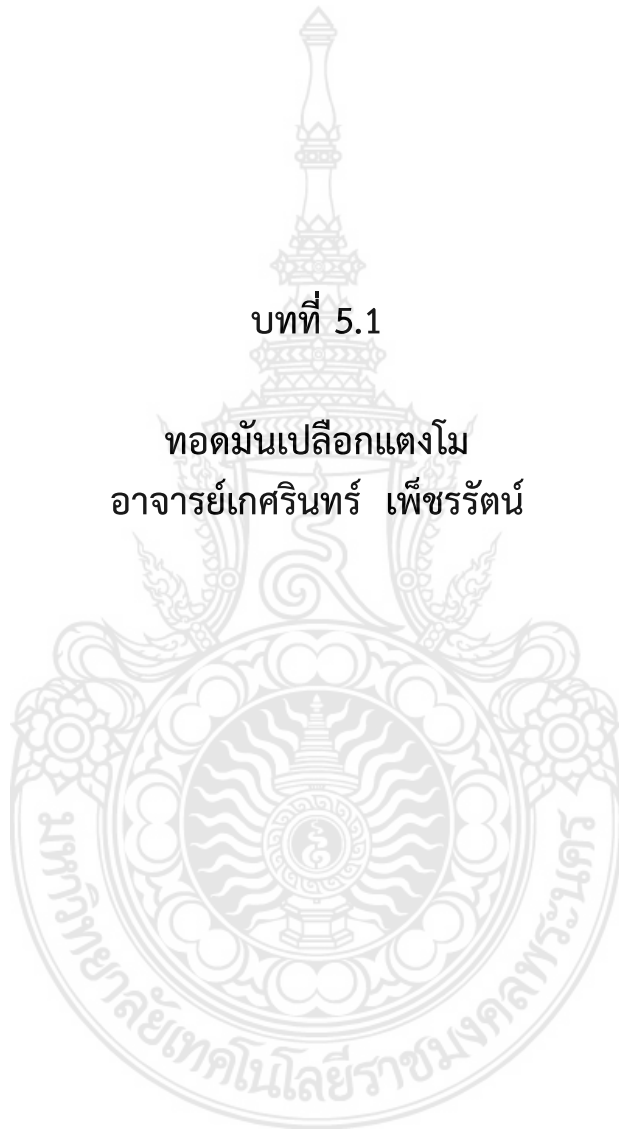 บทที่ 5.1
ทอดมันเปลือกแตงโม
อาจารย์เกศรินทร์ เพ็ชรรัตน์
มหาวิทยาลัยเทคโนโลยีราชมงคลพระนคร